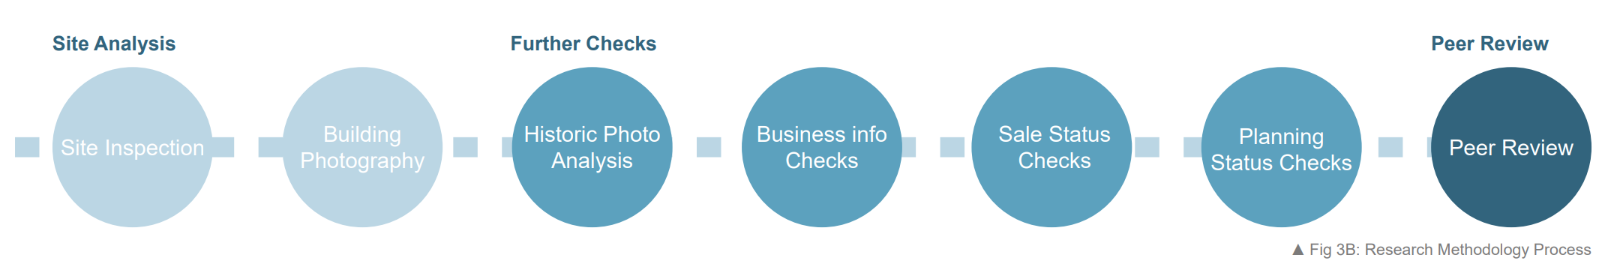 Site Analysis
Further Checks
Peer Review
Site Inspection
Building
Photography
Historic Photo
Analysis
Business info
Checks
Sale Status
Checks
Planning
Status Checks
Peer Review
▲ Fig 3B: Research Methodology Process